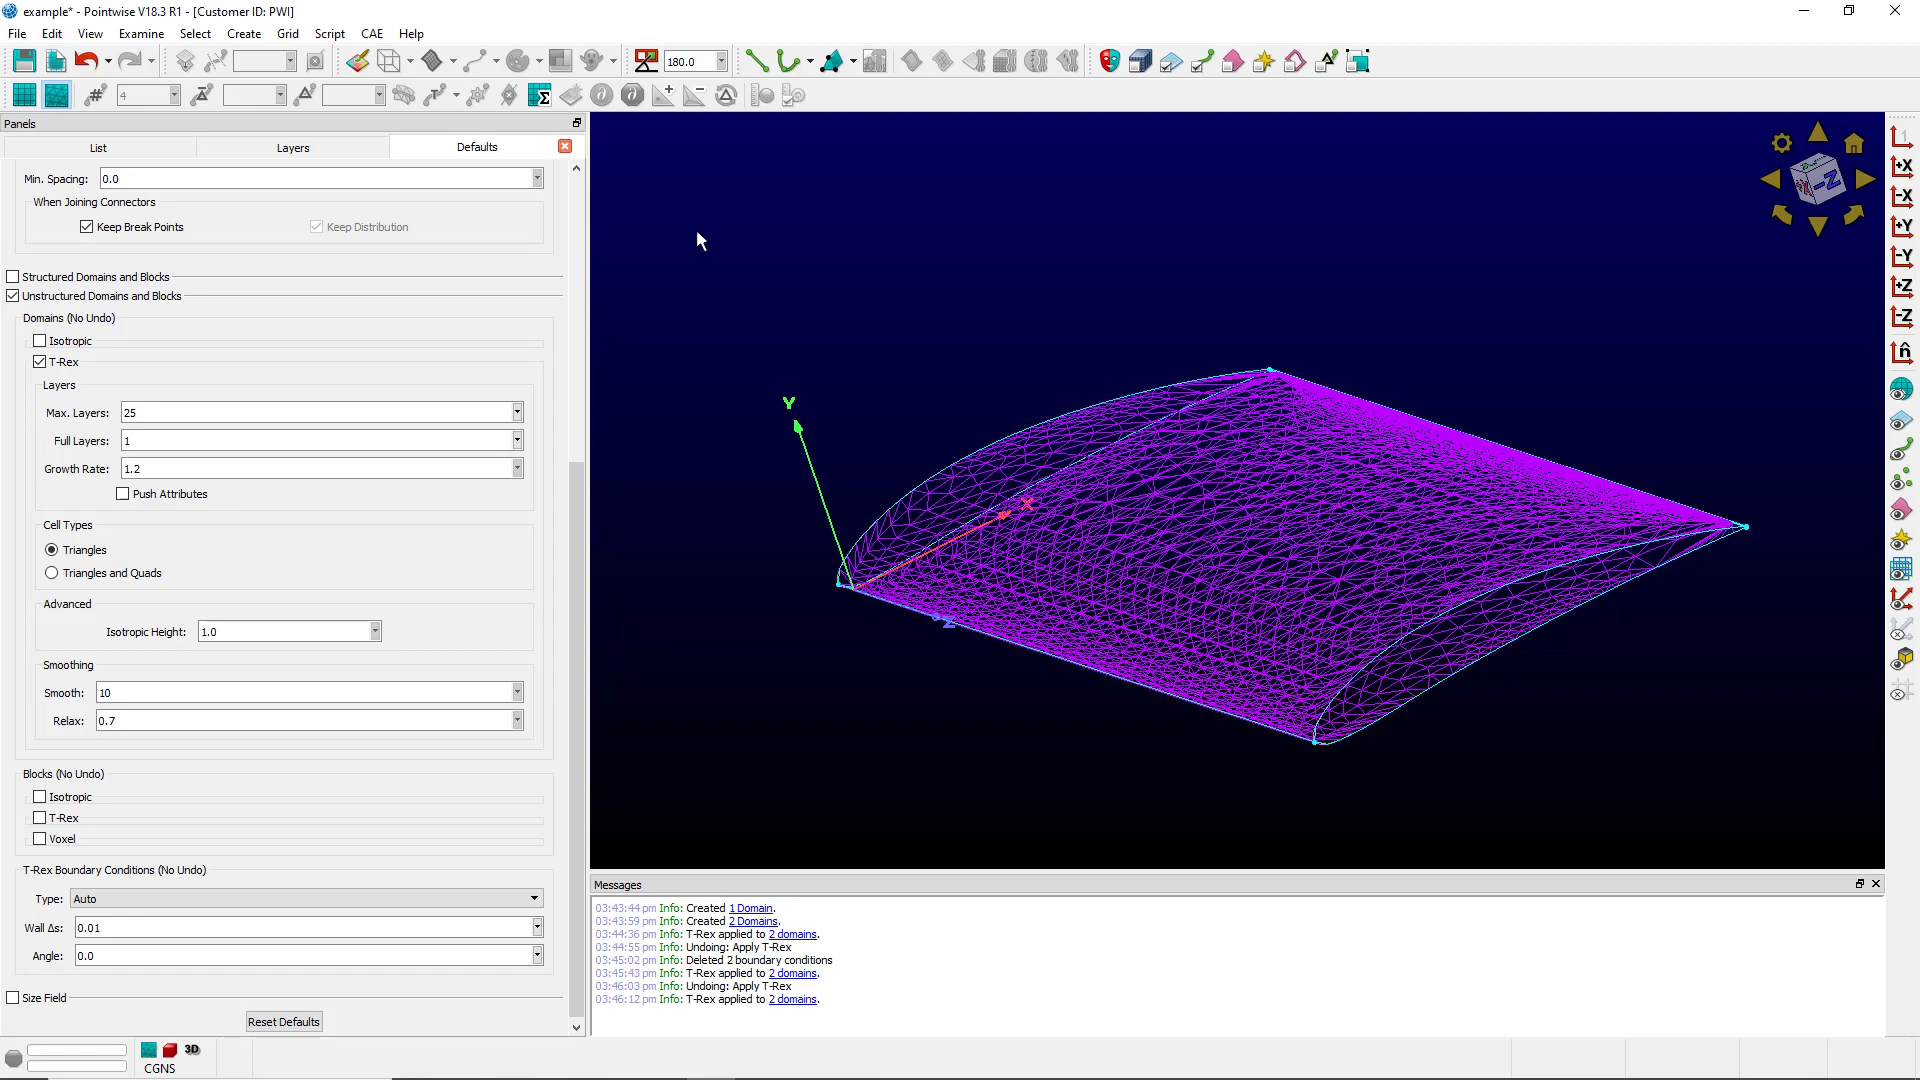 example* - Pointwise V18.3 R1 - [Customer ID: PWI]
File Edit View Examine Select Create Grid Script CAE Help
180.0
4
Panels
List Layers Defaults
Min. Spacing: 0.0
When Joining Connectors
Keep Break Points Keep Distribution
Structured Domains and Blocks
Unstructured Domains and Blocks
Domains (No Undo)
Isotropic
T-Rex
Layers
Max. Layers: 25
Full Layers: 1
Growth Rate: 1.2
Push Attributes
Cell Types
Triangles
Triangles and Quads
Advanced
Isotropic Height: 1.0
Smoothing
Smooth: 10
Relax: 0.7
Blocks (No Undo)
Isotropic
T-Rex
Voxel
T-Rex Boundary Conditions (No Undo)
Type: Auto
Wall Δs: 0.01
Angle: 0.0
Size Field
Reset Defaults
CGNS
3D
Y
X
Z
-Z
+X
-X
+Y
-Y
+Z
-Z
n̂
Messages
03:43:44 pm Info: Created 1 Domain.
03:43:59 pm Info: Created 2 Domains.
03:44:36 pm Info: T-Rex applied to 2 domains.
03:44:55 pm Info: Undoing: Apply T-Rex
03:45:02 pm Info: Deleted 2 boundary conditions
03:45:43 pm Info: T-Rex applied to 2 domains.
03:46:03 pm Info: Undoing: Apply T-Rex
03:46:12 pm Info: T-Rex applied to 2 domains.